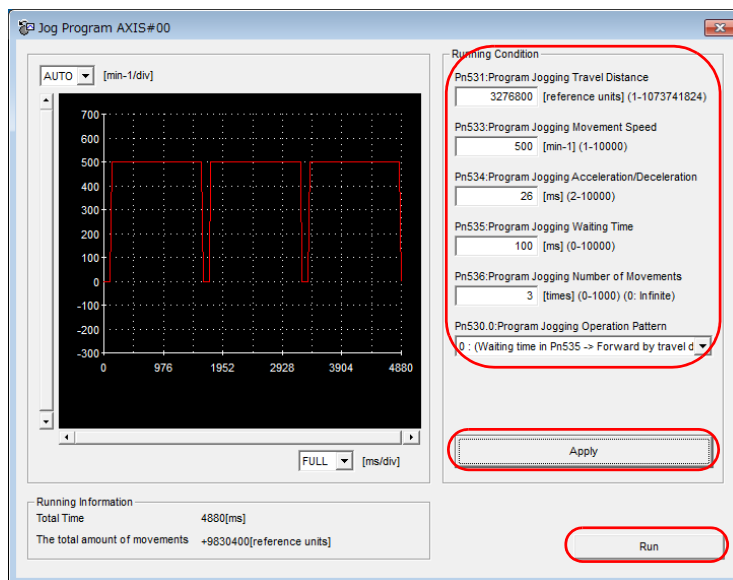 Jog Program AXIS#00
AUTO [min-1/div]
700
600
500
400
300
200
100
0
-100
-200
-300
0 976 1952 2928 3904 4880
FULL [ms/div]
Running Condition
Pn531:Program Jogging Travel Distance
3276800 [reference units] (1-1073741824)
Pn533:Program Jogging Movement Speed
500 [min-1] (1-10000)
Pn534:Program Jogging Acceleration/Deceleration
26 [ms] (2-10000)
Pn535:Program Jogging Waiting Time
100 [ms] (0-10000)
Pn536:Program Jogging Number of Movements
3 [times] (0-1000) (0: Infinite)
Pn530.0:Program Jogging Operation Pattern
0 : (Waiting time in Pn535 -> Forward by travel d
Apply
Running Information
Total Time 4880[ms]
The total amount of movements +9830400[reference units]
Run